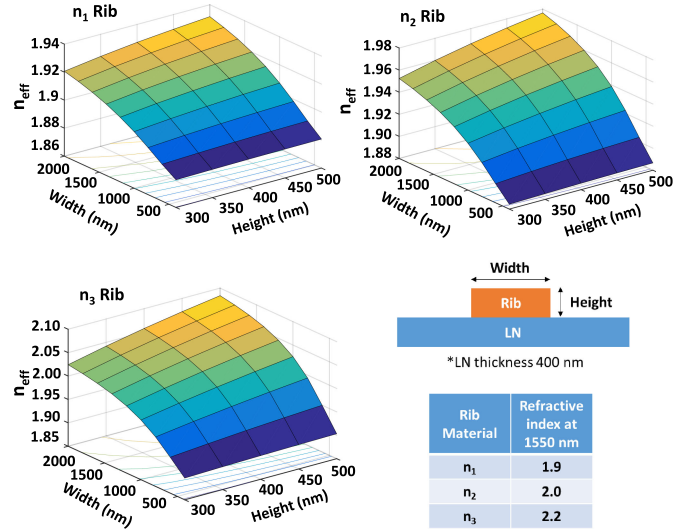 n1 Rib
1.94
1.92
1.9
1.88
1.86
neff
2000
1500
1000
500
Width (nm)
300
350
400
450
500
Height (nm)
n2 Rib
1.98
1.96
1.94
1.92
1.90
1.88
neff
2000
1500
1000
500
Width (nm)
300
350
400
450
500
Height (nm)
n3 Rib
2.10
2.05
2.00
1.95
1.90
1.85
neff
2000
1500
1000
500
Width (nm)
300
350
400
450
500
Height (nm)
Width
Rib
Height
LN
*LN thickness 400 nm
Rib Material
Refractive index at 1550 nm
n1 1.9
n2 2.0
n3 2.2